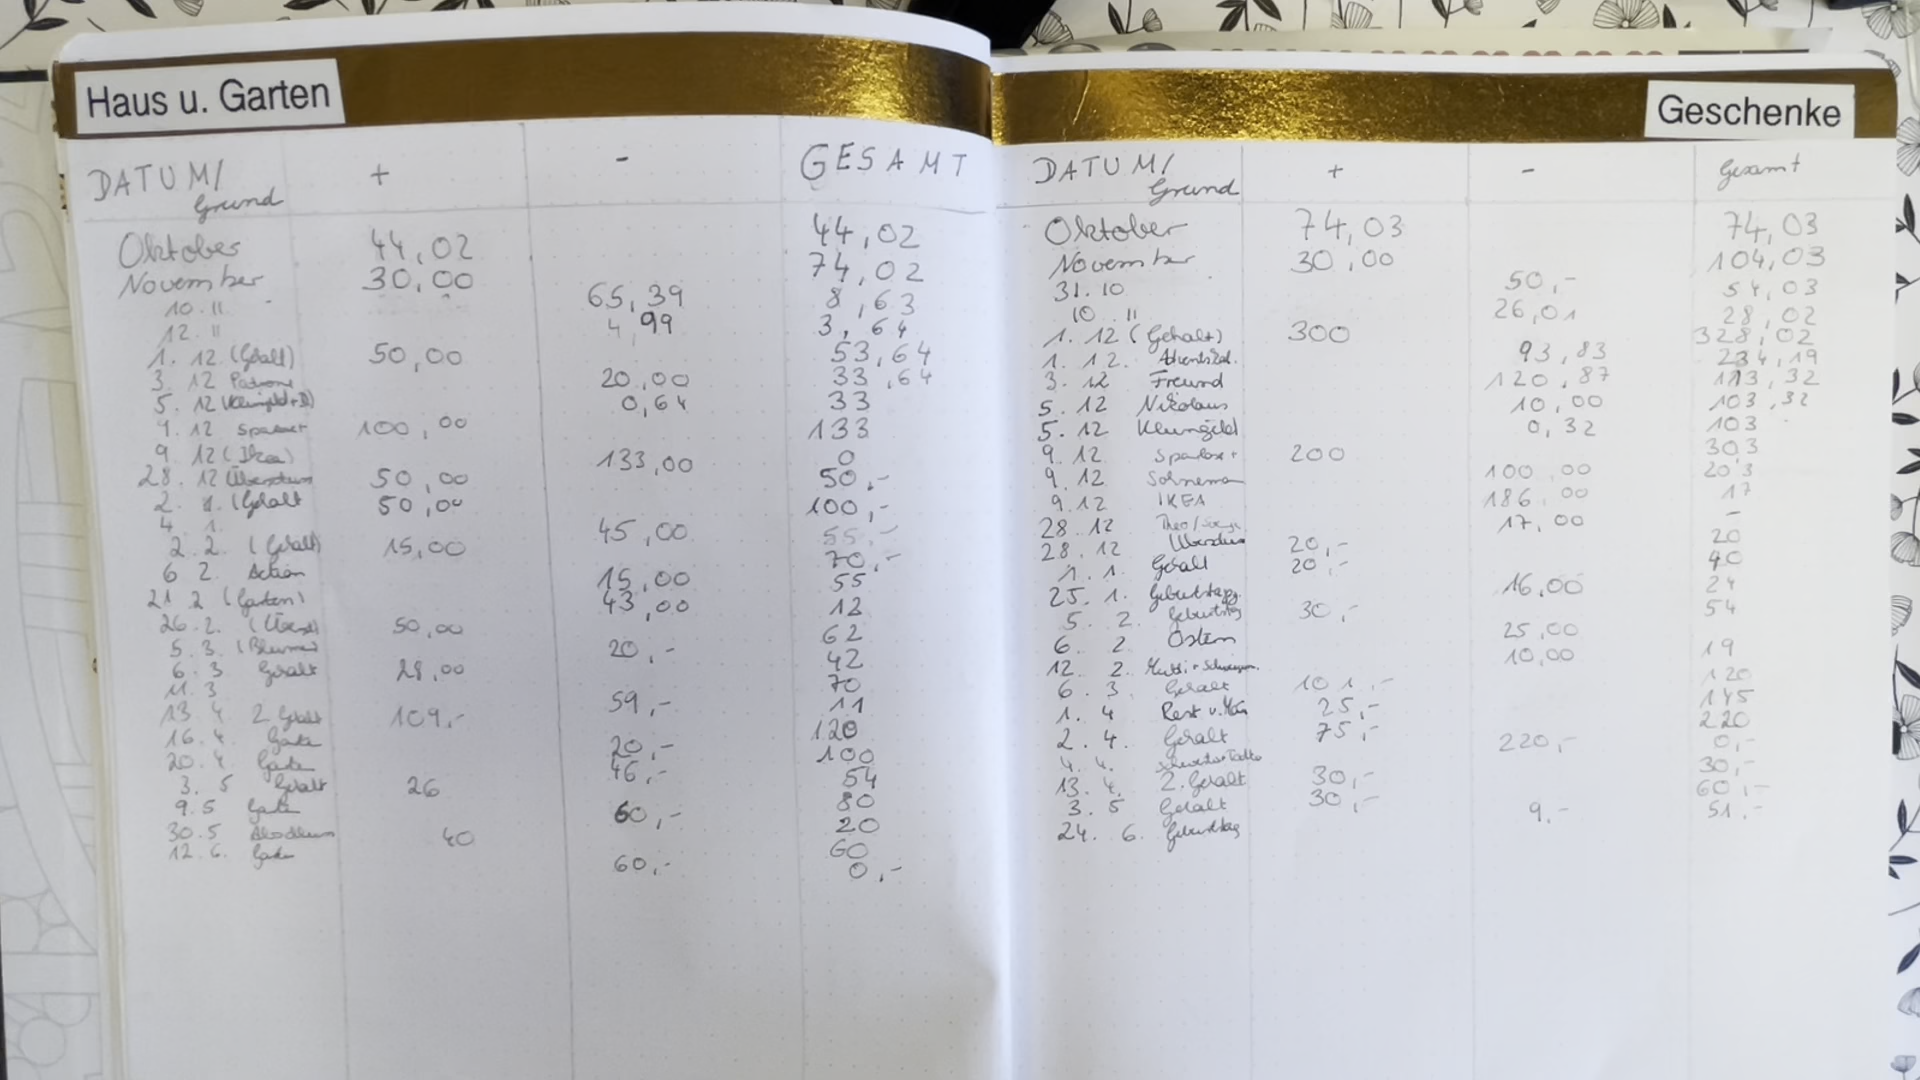 Haus u. Garten
DATUM/Grund + - GESAMT
Oktober 44,02 44,02
November 30,00 74,02
10.11 65,39 8,63
12.11 4,99 3,64
1.12 (Gehalt) 50,00 53,64
3.12 Patrone 20,00 33,64
5.12 0,64 33
9.12 100,00 133
9.12 (Ikea) 133,00 0
28.12 50,00 50,-
2.1. (Gehalt 50,00 100,-
4.1. 45,00 55,-
2.2. (Gehalt) 15,00 70,-
6.2. Action 15,00 55
21.2 (Garten) 43,00 12
26.2. 50,00 62
5.3. (Blumen) 20,- 42
6.3 Gehalt 28,00 70
11.3 59,- 11
13.4 2 Gehalt 109,- 120
16.4 Garten 20,- 100
20.4 Garten 46,- 54
3.5 Gehalt 26 80
9.5 Garten 60,- 20
30.5 40 60
12.6. Garten 60,- 0,-
Geschenke
DATUM/Grund + - Gesamt
Oktober 74,03 74,03
November 30,00 104,03
31.10 50,- 54,03
10.11 26,01 28,02
1.12 (Gehalt) 300 328,02
1.12. 93,83 234,19
3.12 Freund 120,87 113,32
5.12 Nikolaus 10,00 103,32
5.12 Kleingeld 0,32 103
9.12 200 303
9.12 100,00 203
9.12 IKEA 186,00 17
28.12 17,00 -
28.12 20,- 20
1.1. Gehalt 20,- 40
25.1. 16,00 24
5.2. Geburtstag 30,- 54
6.2. Ostern 25,00
12.2. 10,00 19
6.3. Gehalt 101,- 120
1.4 Rest v. 25,- 145
2.4. Gehalt 75,- 220
4.4. 220,- 0,-
13.4. 2. Gehalt 30,- 30,-
3.5 Gehalt 30,- 60,-
24.6. Geburtstag 9,- 51,-